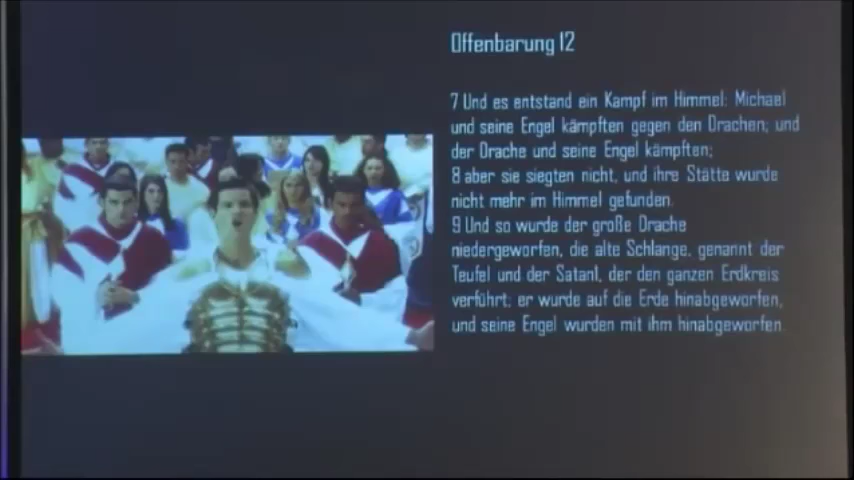 Offenbarung 12
7 Und es entstand ein Kampf im Himmel: Michael
und seine Engel kämpften gegen den Drachen; und
der Drache und seine Engel kämpften;
8 aber sie siegten nicht, und ihre Stätte wurde
nicht mehr im Himmel gefunden.
9 Und so wurde der große Drache
niedergeworfen, die alte Schlange, genannt der
Teufel und der Satan1, der den ganzen Erdkreis
verführt; er wurde auf die Erde hinabgeworfen,
und seine Engel wurden mit ihm hinabgeworfen.